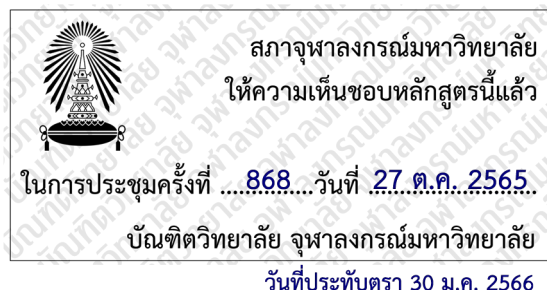 สภาจุฬาลงกรณ์มหาวิทยาลัย
ให้ความเห็นชอบหลักสูตรนี้แล้ว
ในการประชุมครั้งที่ ....868....วันที่ .27 ต.ค. 2565.
บัณฑิตวิทยาลัย จุฬาลงกรณ์มหาวิทยาลัย
วันที่ประทับตรา 30 ม.ค. 2566